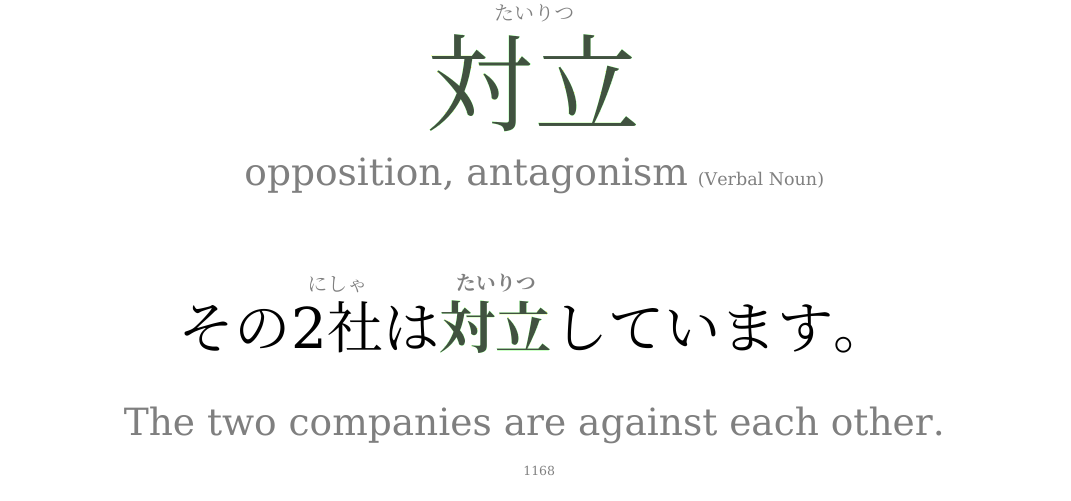 たいりつ
対立
opposition, antagonism (Verbal Noun)
にしゃ たいりつ
その2社は対立しています。
The two companies are against each other.
1168